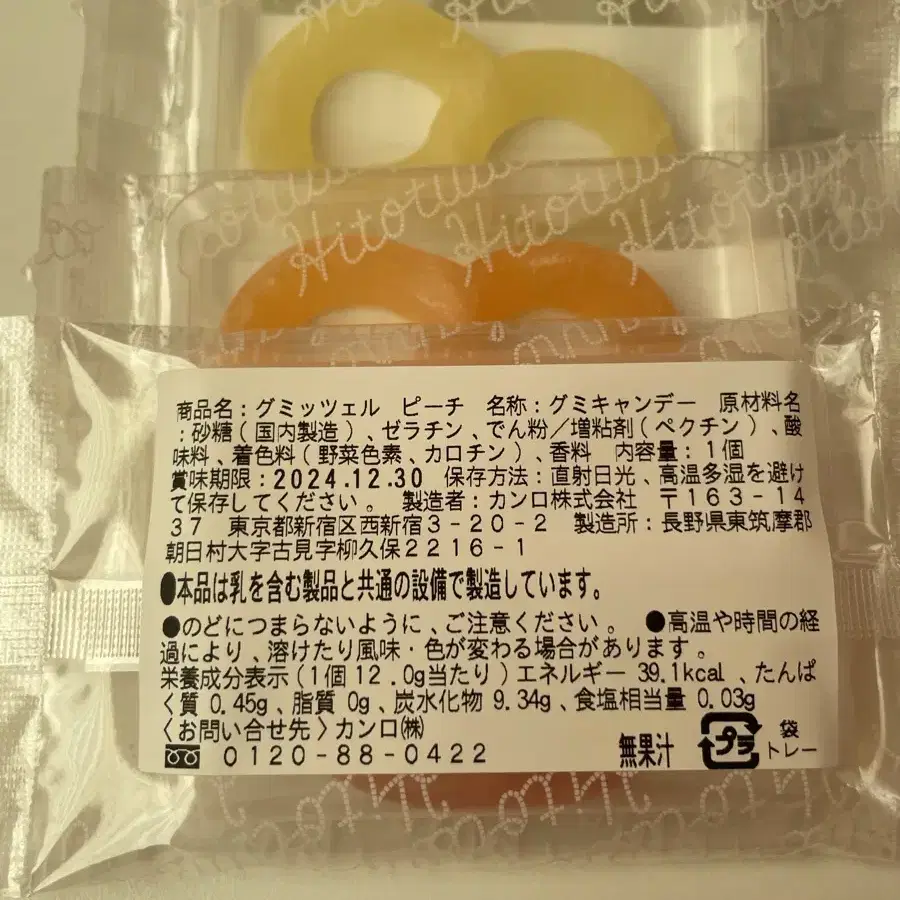 Hitotu
商品名：グミッツェル ピーチ 名称：グミキャンデー 原材料名
：砂糖(国内製造)、ゼラチン、でん粉／増粘剤(ペクチン)、酸
味料、着色料(野菜色素、カロチン)、香料 内容量：1個
賞味期限：2024.12.30 保存方法：直射日光、高温多湿を避け
て保存してください。 製造者：カンロ株式会社 〒163-14
37 東京都新宿区西新宿3-20-2 製造所：長野県東筑摩郡
朝日村大字古見字柳久保2216-1
●本品は乳を含む製品と共通の設備で製造しています。
●のどにつまらないように、ご注意ください。 ●高温や時間の経
過により、溶けたり風味・色が変わる場合があります。
栄養成分表示(1個12.0g当たり)エネルギー 39.1kcal、たんぱ
く質 0.45g、脂質 0g、炭水化物 9.34g、食塩相当量 0.03g
〈お問い合せ先〉カンロ㈱
0120-88-0422 無果汁 プラ 袋
トレー